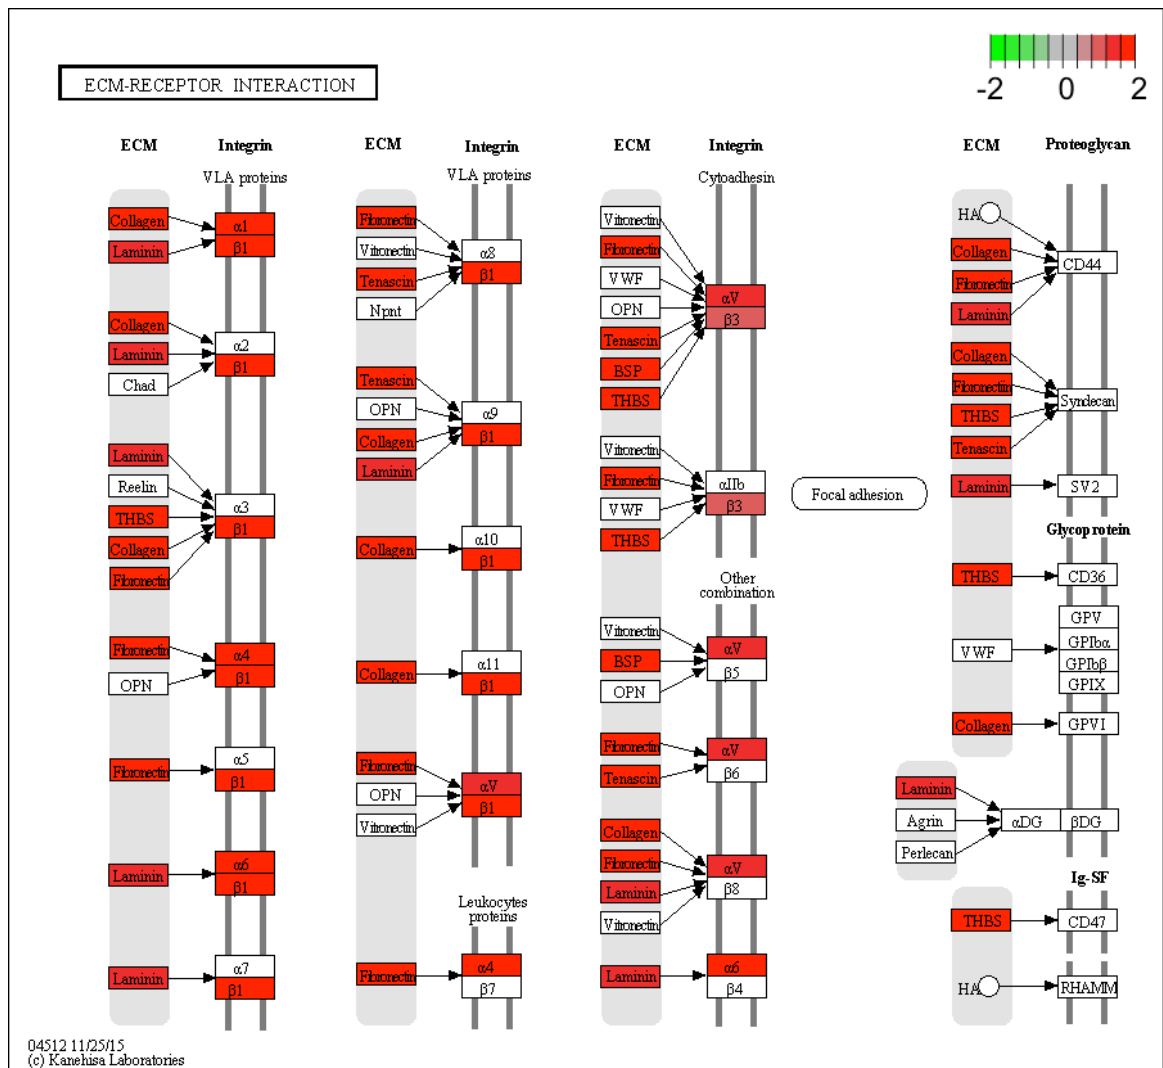 ECM-RECEPTOR INTERACTION
-2 0 2
ECM
Integrin
VLA proteins
Collagen
Laminin
α1
β1
Collagen
Laminin
Chad
α2
β1
Laminin
Reelin
THBS
Collagen
Fibronectin
α3
β1
Fibronectin
OPN
α4
β1
Fibronectin
α5
β1
Laminin
α6
β1
Laminin
α7
β1
ECM
Integrin
VLA proteins
Fibronectin
Vitronectin
Tenascin
Npnt
α8
β1
Tenascin
OPN
Collagen
Laminin
α9
β1
Collagen
α10
β1
Collagen
α11
β1
Fibronectin
OPN
Vitronectin
αV
β1
Leukocytes
proteins
Fibronectin
α4
β7
ECM
Integrin
Cytoadhesin
Vitronectin
Fibronectin
VWF
OPN
Tenascin
BSP
THBS
αV
β3
Vitronectin
Fibronectin
VWF
THBS
αIIb
β3
Other
combination
Vitronectin
BSP
OPN
αV
β5
Fibronectin
Tenascin
αV
β6
Collagen
Fibronectin
Laminin
Vitronectin
αV
β8
Laminin
α6
β4
Focal adhesion
ECM
Proteoglycan
HA
Collagen
Fibronectin
Laminin
CD44
Collagen
Fibronectin
THBS
Tenascin
Syndecan
Laminin
SV2
Glycoprotein
THBS
CD36
VWF
GPV
GPIbα
GPIbβ
GPIX
Collagen
GPVI
Laminin
Agrin
Perlecan
αDG
βDG
Ig-SF
THBS
CD47
HA
RHAMM
04512 11/25/15
(c) Kanehisa Laboratories